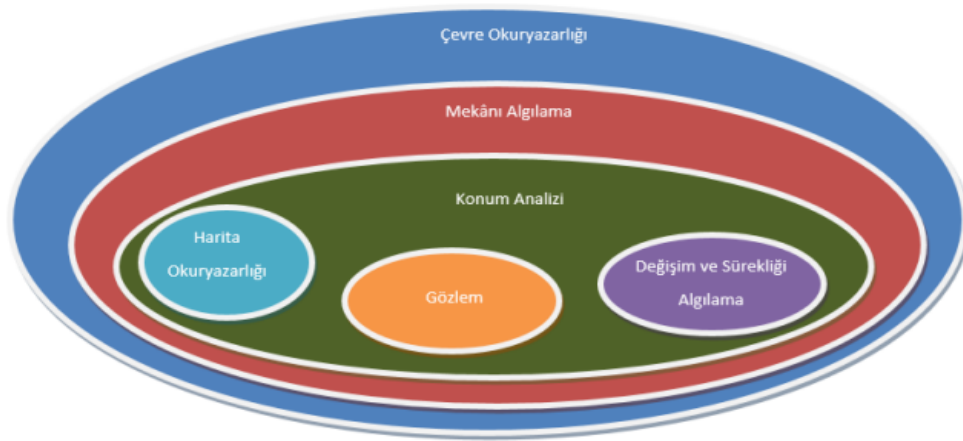 Çevre Okuryazarlığı
Mekânı Algılama
Konum Analizi
Harita
Okuryazarlığı
Gözlem
Değişim ve Sürekliği
Algılama